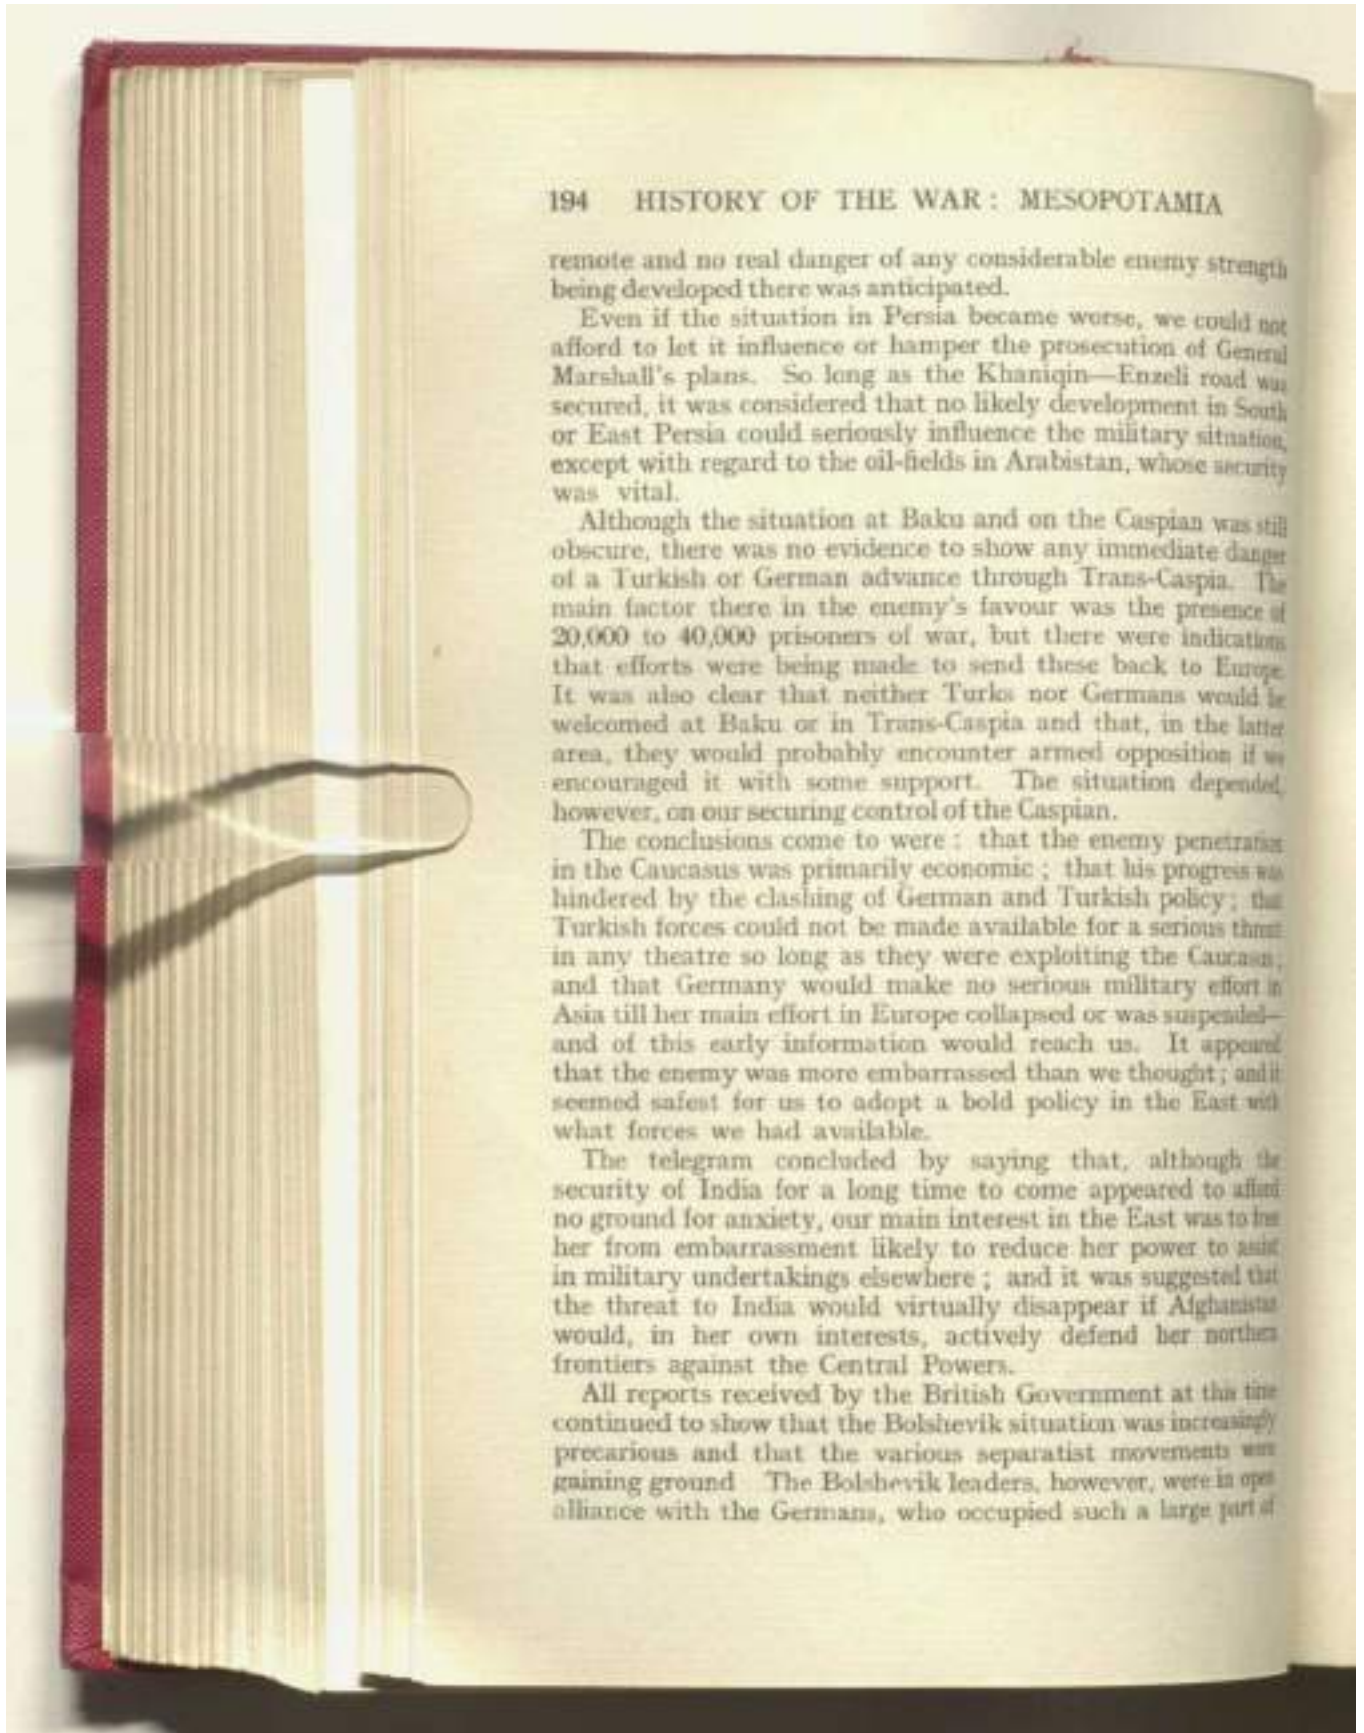 194 HISTORY OF THE WAR: MESOPOTAMIA
remote and no real danger of any considerable enemy strength
being developed there was anticipated.
Even if the situation in Persia became worse, we could not
afford to let it influence or hamper the prosecution of General
Marshall's plans. So long as the Khaniqin—Enzeli road was
secured, it was considered that no likely development in South
or East Persia could seriously influence the military situation,
except with regard to the oil-fields in Arabistan, whose security
was vital.
Although the situation at Baku and on the Caspian was still
obscure, there was no evidence to show any immediate danger
of a Turkish or German advance through Trans-Caspia. The
main factor there in the enemy's favour was the presence of
20,000 to 40,000 prisoners of war, but there were indications
that efforts were being made to send these back to Europe.
It was also clear that neither Turks nor Germans would be
welcomed at Baku or in Trans-Caspia and that, in the latter
area, they would probably encounter armed opposition if we
encouraged it with some support. The situation depended,
however, on our securing control of the Caspian.
The conclusions come to were : that the enemy penetration
in the Caucasus was primarily economic ; that his progress was
hindered by the clashing of German and Turkish policy ; that
Turkish forces could not be made available for a serious threat
in any theatre so long as they were exploiting the Caucasus ;
and that Germany would make no serious military effort in
Asia till her main effort in Europe collapsed or was suspended—
and of this early information would reach us. It appeared
that the enemy was more embarrassed than we thought ; and it
seemed safest for us to adopt a bold policy in the East with
what forces we had available.
The telegram concluded by saying that, although the
security of India for a long time to come appeared to afford
no ground for anxiety, our main interest in the East was to free
her from embarrassment likely to reduce her power to assist
in military undertakings elsewhere ; and it was suggested that
the threat to India would virtually disappear if Afghanistan
would, in her own interests, actively defend her northern
frontiers against the Central Powers.
All reports received by the British Government at this time
continued to show that the Bolshevik situation was increasingly
precarious and that the various separatist movements were
gaining ground The Bolshevik leaders, however, were in open
alliance with the Germans, who occupied such a large part of